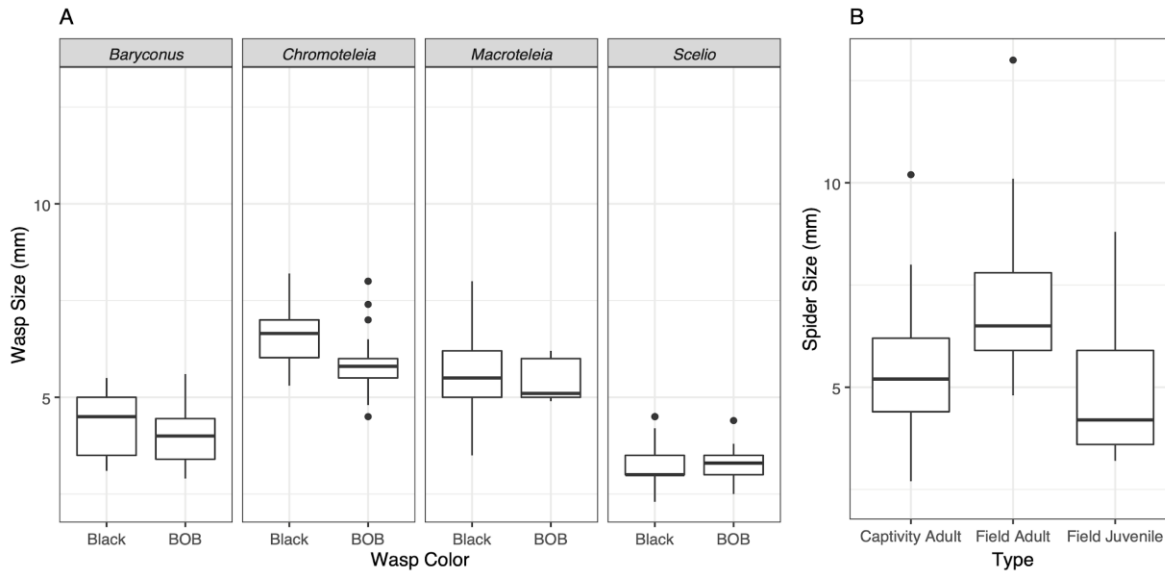 A
Baryconus Chromoteleia Macroteleia Scelio
Wasp Size (mm)
10
5
Black BOB Black BOB Black BOB Black BOB
Wasp Color
B
Spider Size (mm)
10
5
Captivity Adult Field Adult Field Juvenile
Type